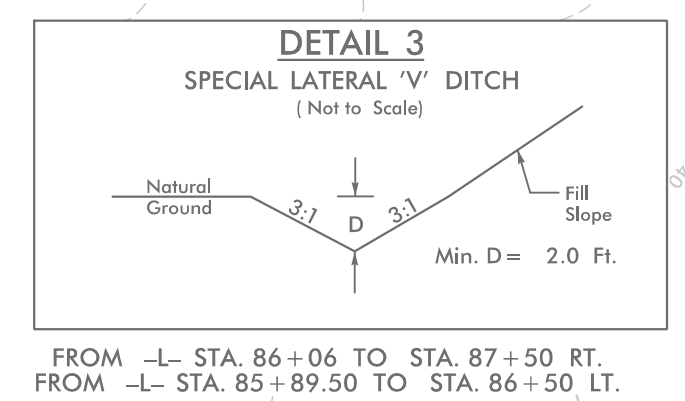 DETAIL 3
SPECIAL LATERAL 'V' DITCH
( Not to Scale)
Natural
Ground
3:1
D
3:1
Fill
Slope
Min. D = 2.0 Ft.
40
FROM –L– STA. 86+06 TO STA. 87+50 RT.
FROM –L– STA. 85+89.50 TO STA. 86+50 LT.